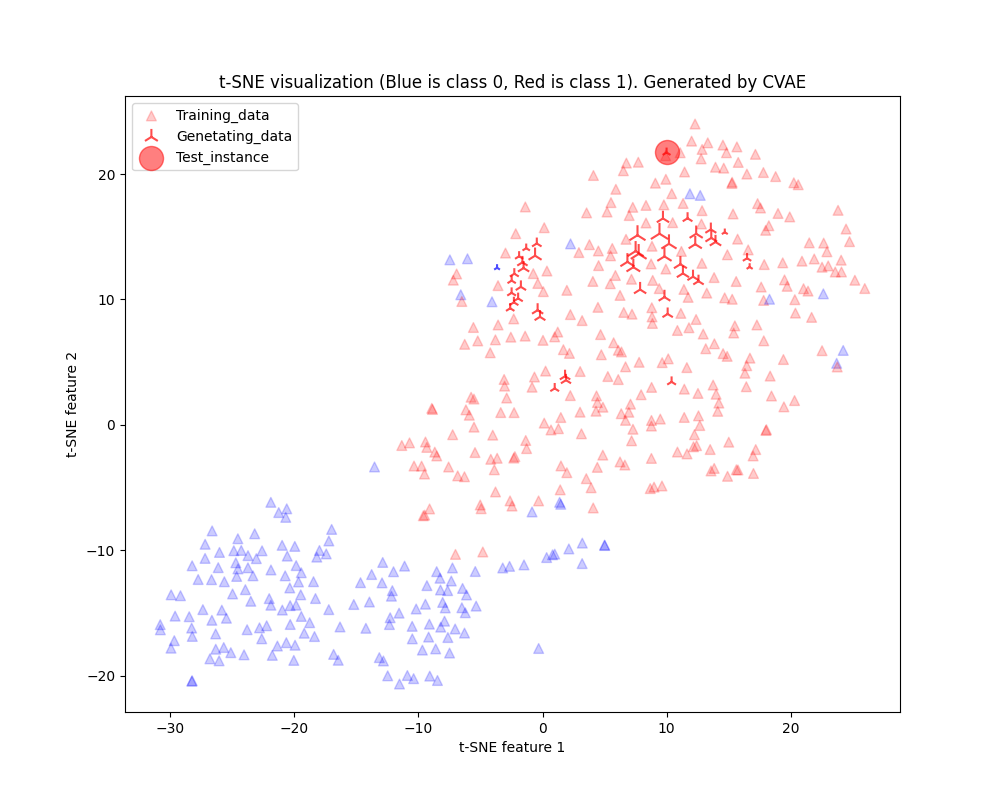 t-SNE visualization (Blue is class 0, Red is class 1). Generated by CVAE
Training_data
Genetating_data
Test_instance
20
10
0
−10
−20
t-SNE feature 2
−30
−20
−10
0
10
20
t-SNE feature 1